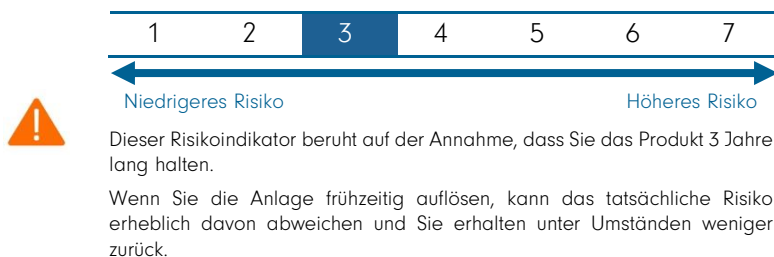 1 2 3 4 5 6 7
Niedrigeres Risiko Höheres Risiko
Dieser Risikoindikator beruht auf der Annahme, dass Sie das Produkt 3 Jahre
lang halten.
Wenn Sie die Anlage frühzeitig auflösen, kann das tatsächliche Risiko
erheblich davon abweichen und Sie erhalten unter Umständen weniger
zurück.